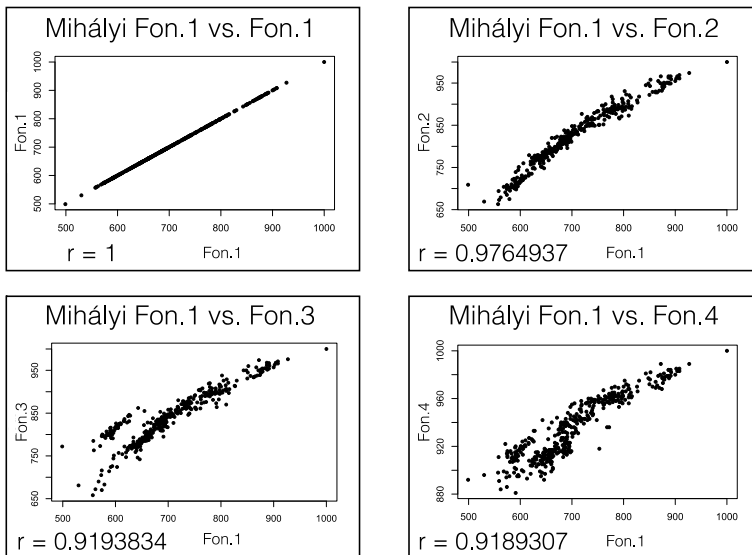 Mihályi Fon.1 vs. Fon.1
Fon.1
1000
900
800
700
600
500
500 600 700 800 900 1000
r = 1
Fon.1
Mihályi Fon.1 vs. Fon.2
Fon.2
950
850
750
650
500 600 700 800 900 1000
r = 0.9764937
Fon.1
Mihályi Fon.1 vs. Fon.3
Fon.3
950
850
750
650
500 600 700 800 900 1000
r = 0.9193834
Fon.1
Mihályi Fon.1 vs. Fon.4
Fon.4
1000
960
920
880
500 600 700 800 900 1000
r = 0.9189307
Fon.1